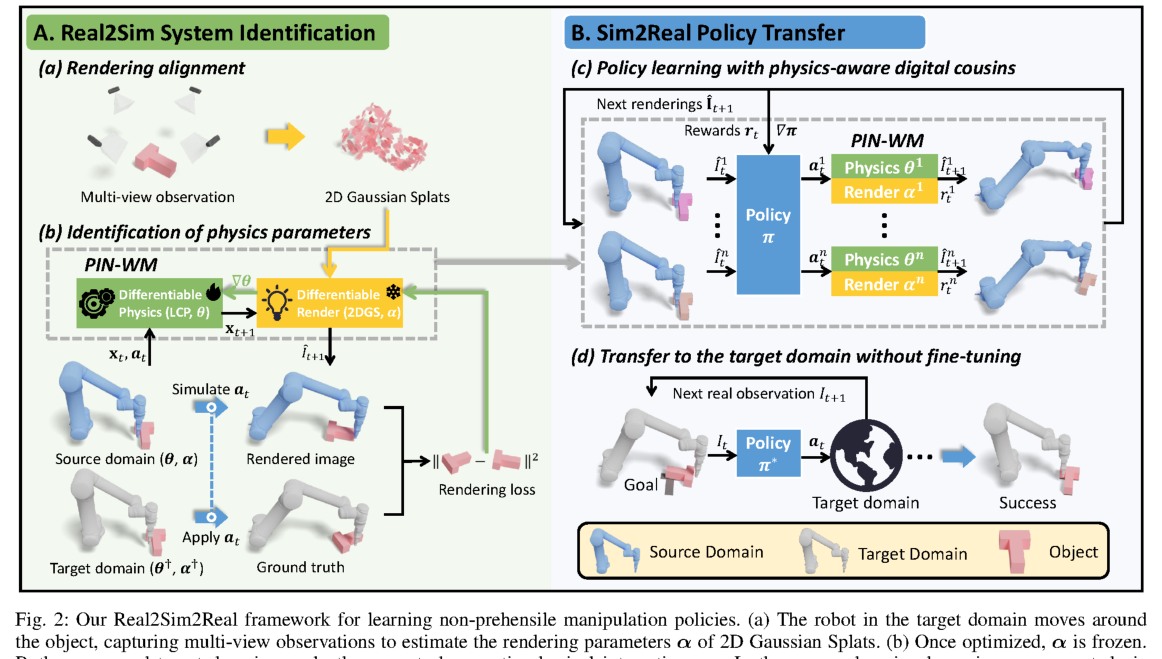 A. Real2Sim System Identification
(a) Rendering alignment
Multi-view observation
2D Gaussian Splats
(b) Identification of physics parameters
PIN-WM
Differentiable
Physics (LCP, θ)
∇θ
Differentiable
Render (2DGS, α)
x_{t+1}
x_t, a_t
Î_{t+1}
Simulate a_t
Source domain (θ, α)
Rendered image
|| − ||²
Rendering loss
Apply a_t
Target domain (θ†, α†)
Ground truth
B. Sim2Real Policy Transfer
(c) Policy learning with physics-aware digital cousins
Next renderings Î_{t+1}
Rewards r_t
∇π
PIN-WM
Î_t^1
Policy
π
a_t^1
Physics θ^1
Render α^1
Î_{t+1}^1
r_t^1
Î_t^n
a_t^n
Physics θ^n
Render α^n
Î_{t+1}^n
r_t^n
(d) Transfer to the target domain without fine-tuning
Next real observation I_{t+1}
Goal
I_t
Policy
π*
a_t
Target domain
Success
Source Domain
Target Domain
Object
Fig. 2: Our Real2Sim2Real framework for learning non-prehensile manipulation policies. (a) The robot in the target domain moves around
the object, capturing multi-view observations to estimate the rendering parameters α of 2D Gaussian Splats. (b) Once optimized, α is frozen.